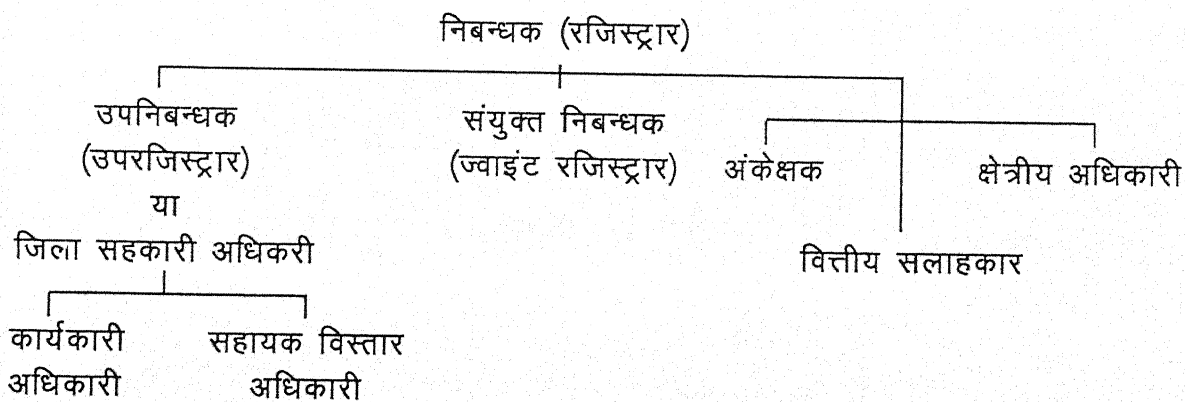 निबन्धक (रजिस्ट्रार)
उपनिबन्धक
(उपरजिस्ट्रार)
या
जिला सहकारी अधिकरी
संयुक्त निबन्धक
(ज्वाइंट रजिस्ट्रार)
अंकेक्षक
क्षेत्रीय अधिकारी
वित्तीय सलाहकार
कार्यकारी
अधिकारी
सहायक विस्तार
अधिकारी